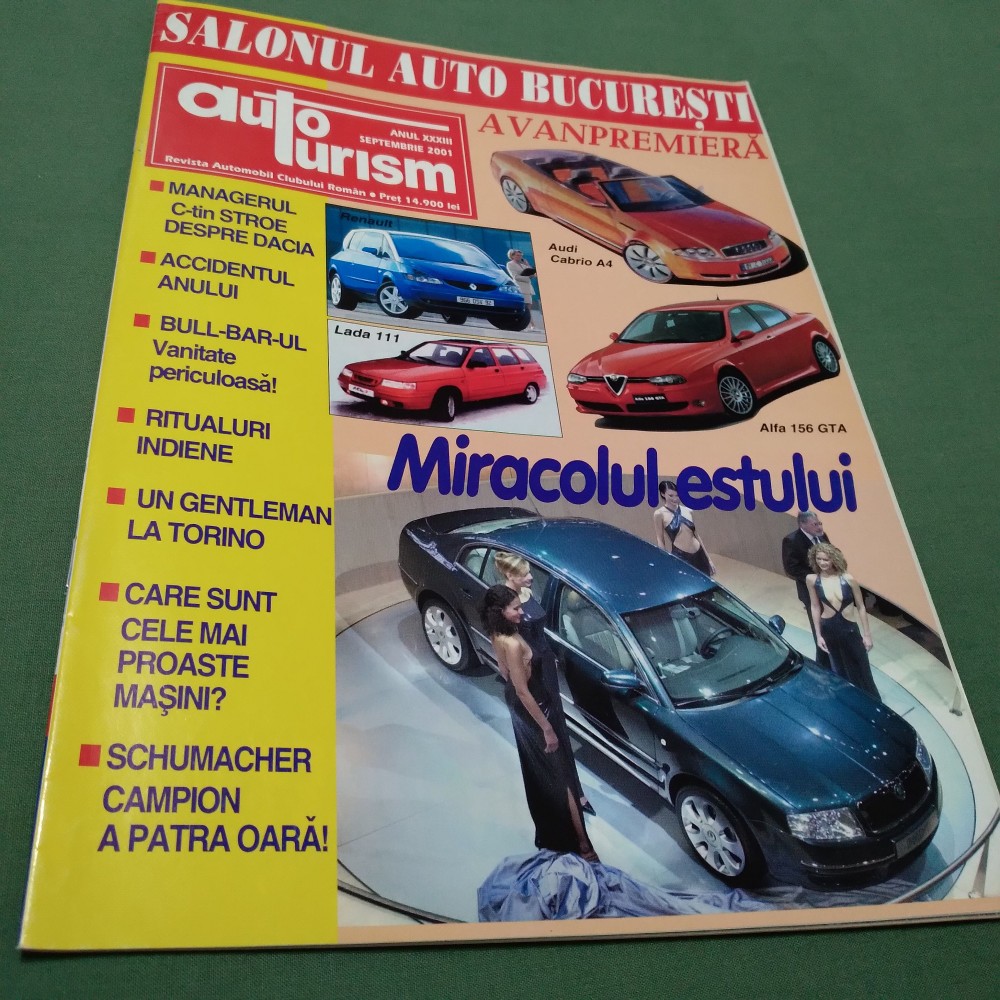 SALONUL AUTO BUCUREȘTI
AVANPREMIERĂ
auto
turism
ANUL XXXIII
SEPTEMBRIE 2001
Revista Automobil Clubului Român • Preț 14.900 lei
MANAGERUL
C-tin STROE
DESPRE DACIA
ACCIDENTUL
ANULUI
BULL-BAR-UL
Vanitate
periculoasă!
RITUALURI
INDIENE
UN GENTLEMAN
LA TORINO
CARE SUNT
CELE MAI
PROASTE
MAŞINI?
SCHUMACHER
CAMPION
A PATRA OARĂ!
Renault
Lada 111
Audi
Cabrio A4
Alfa 156 GTA
Miracolul estului